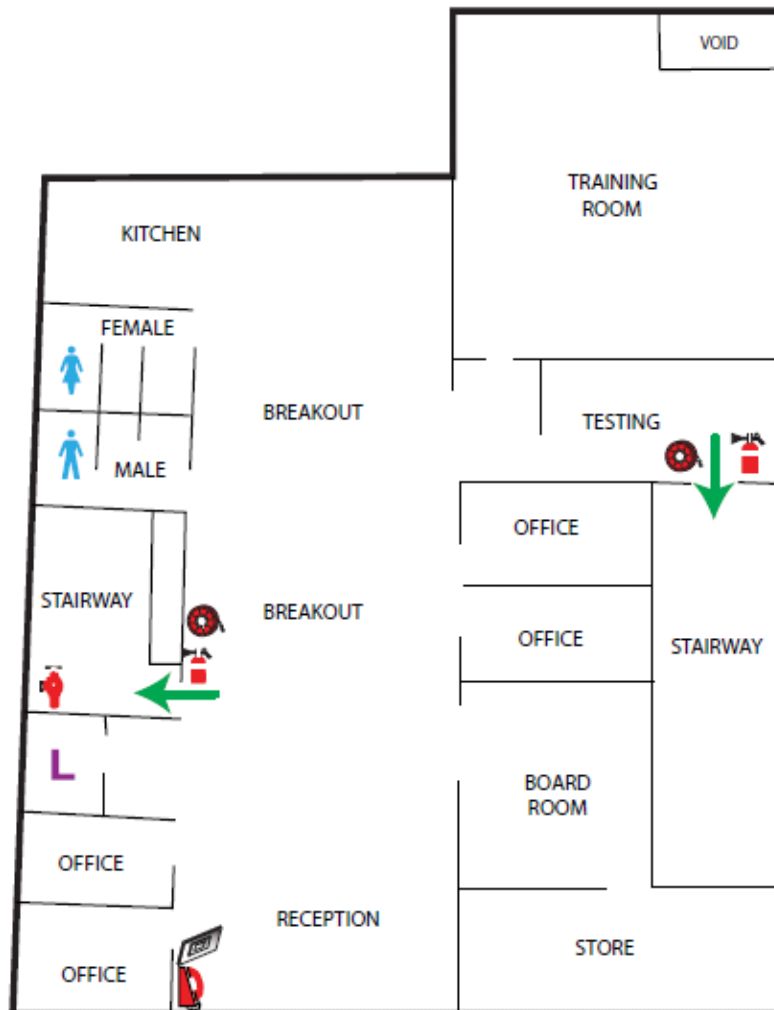 VOID
TRAINING
ROOM
KITCHEN
FEMALE
BREAKOUT
TESTING
MALE
OFFICE
STAIRWAY
BREAKOUT
OFFICE
STAIRWAY
L
BOARD
ROOM
OFFICE
RECEPTION
STORE
OFFICE